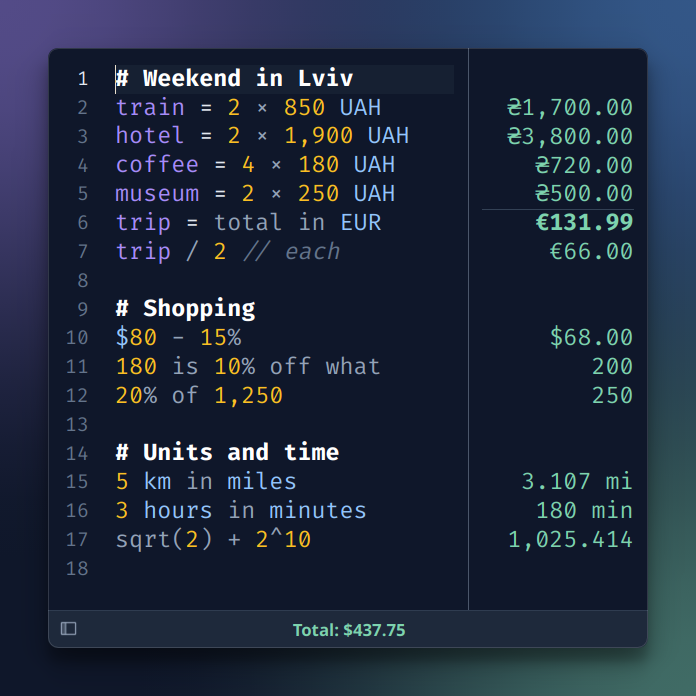 1 # Weekend in Lviv
2 train = 2 × 850 UAH ₴1,700.00
3 hotel = 2 × 1,900 UAH ₴3,800.00
4 coffee = 4 × 180 UAH ₴720.00
5 museum = 2 × 250 UAH ₴500.00
6 trip = total in EUR €131.99
7 trip / 2 // each €66.00
8
9 # Shopping
10 $80 − 15% $68.00
11 180 is 10% off what 200
12 20% of 1,250 250
13
14 # Units and time
15 5 km in miles 3.107 mi
16 3 hours in minutes 180 min
17 sqrt(2) + 2^10 1,025.414
18
Total: $437.75